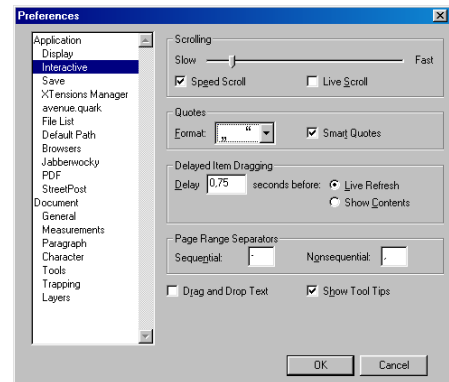 Preferences
Application
Display
Interactive
Save
XTensions Manager
avenue.quark
File List
Default Path
Browsers
Jabberwocky
PDF
StreetPost
Document
General
Measurements
Paragraph
Character
Tools
Trapping
Layers
Scrolling
Slow Fast
Speed Scroll Live Scroll
Quotes
Format: „ “ Smart Quotes
Delayed Item Dragging
Delay 0,75 seconds before: Live Refresh
Show Contents
Page Range Separators
Sequential: - Nonsequential: ,
Drag and Drop Text Show Tool Tips
OK Cancel